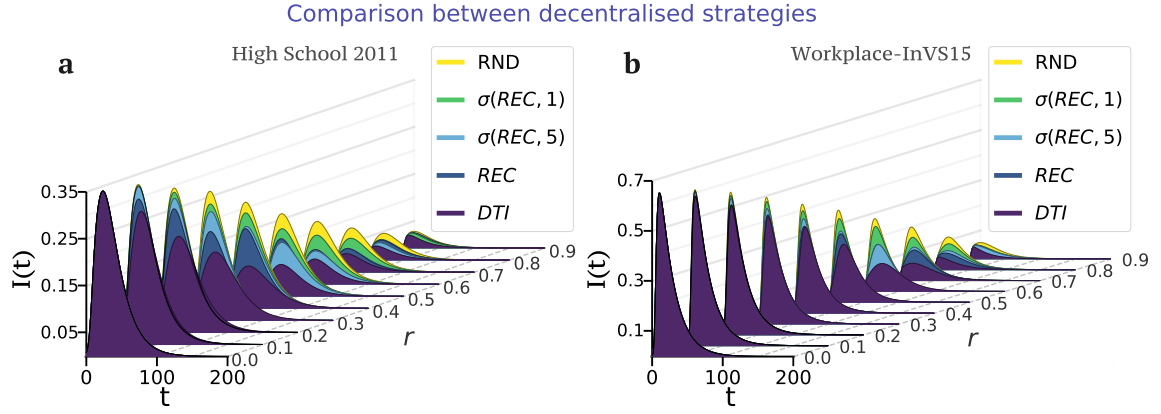 Comparison between decentralised strategies
a
High School 2011
RND
σ(REC, 1)
σ(REC, 5)
REC
DTI
I(t)
0.35
0.25
0.15
0.05
0
100
200
t
0.0
0.1
0.2
0.3
0.4
0.5
0.6
0.7
0.8
0.9
r
b
Workplace-InVS15
RND
σ(REC, 1)
σ(REC, 5)
REC
DTI
I(t)
0.7
0.5
0.3
0.1
0
100
200
t
0.0
0.1
0.2
0.3
0.4
0.5
0.6
0.7
0.8
0.9
r